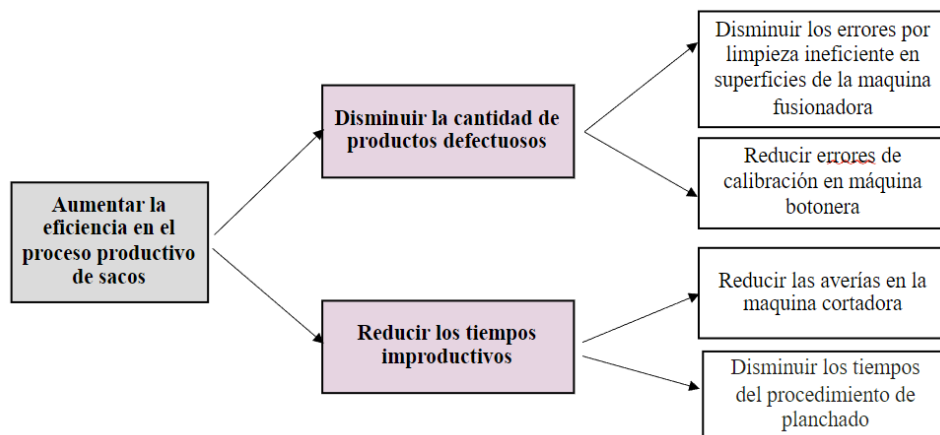 Aumentar la
eficiencia en el
proceso productivo
de sacos
Disminuir la cantidad de
productos defectuosos
Reducir los tiempos
improductivos
Disminuir los errores por
limpieza ineficiente en
superficies de la maquina
fusionadora
Reducir errores de
calibración en máquina
botonera
Reducir las averías en la
maquina cortadora
Disminuir los tiempos
del procedimiento de
planchado